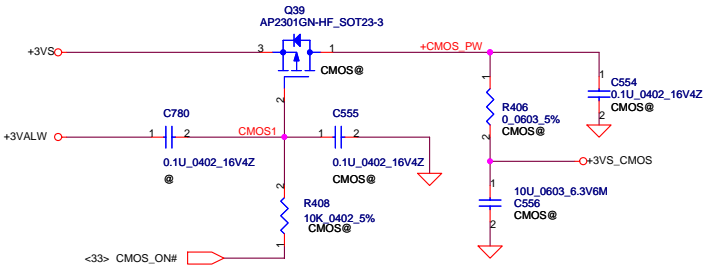 Q39
AP2301GN-HF_SOT23-3
+3VS
3
1
+CMOS_PW
CMOS@
2
C554
1
0.1U_0402_16V4Z
2
CMOS@
1
R406
0_0603_5%
2
CMOS@
C780
C555
+3VALW
1
2
CMOS1
1
2
0.1U_0402_16V4Z
@
0.1U_0402_16V4Z
CMOS@
+3VS_CMOS
1
10U_0603_6.3V6M
C556
2
CMOS@
2
R408
10K_0402_5%
CMOS@
1
<33> CMOS_ON#